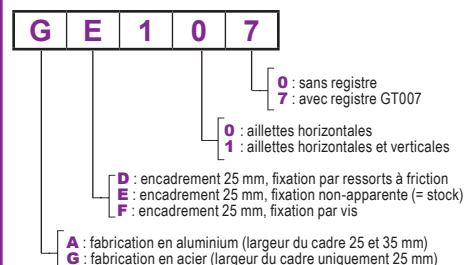 G E 1 0 7
0 : sans registre
7 : avec registre GT007
0 : aillettes horizontales
1 : aillettes horizontales et verticales
D : encadrement 25 mm, fixation par ressorts à friction
E : encadrement 25 mm, fixation non-apparente (= stock)
F : encadrement 25 mm, fixation par vis
A : fabrication en aluminium (largeur du cadre 25 et 35 mm)
G : fabrication en acier (largeur du cadre uniquement 25 mm)